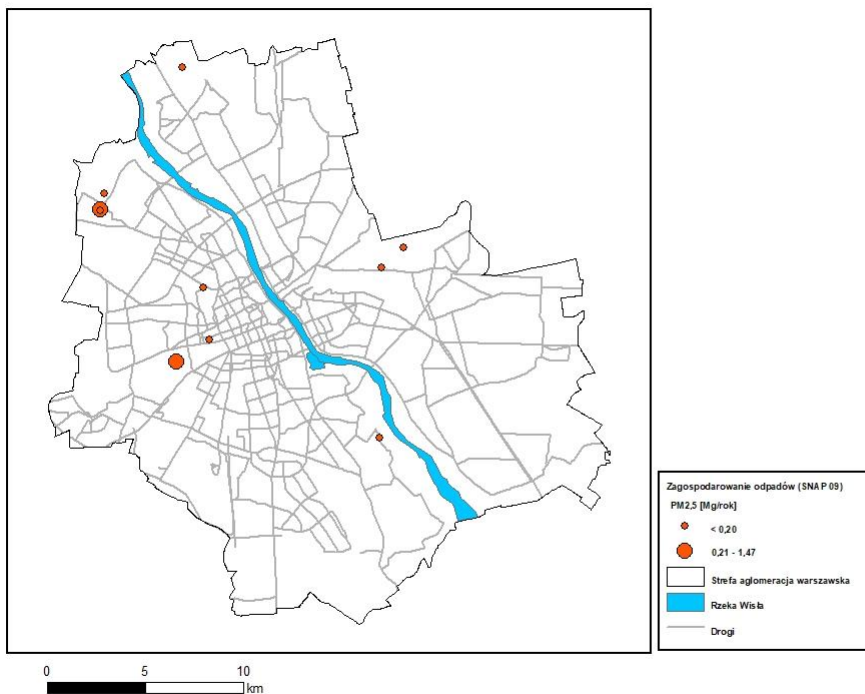 Zagospodarowanie odpadów (SNAP 09)
PM2,5 [Mg/rok]
< 0,20
0,21 - 1,47
Strefa aglomeracja warszawska
Rzeka Wisła
Drogi
0 5 10
km